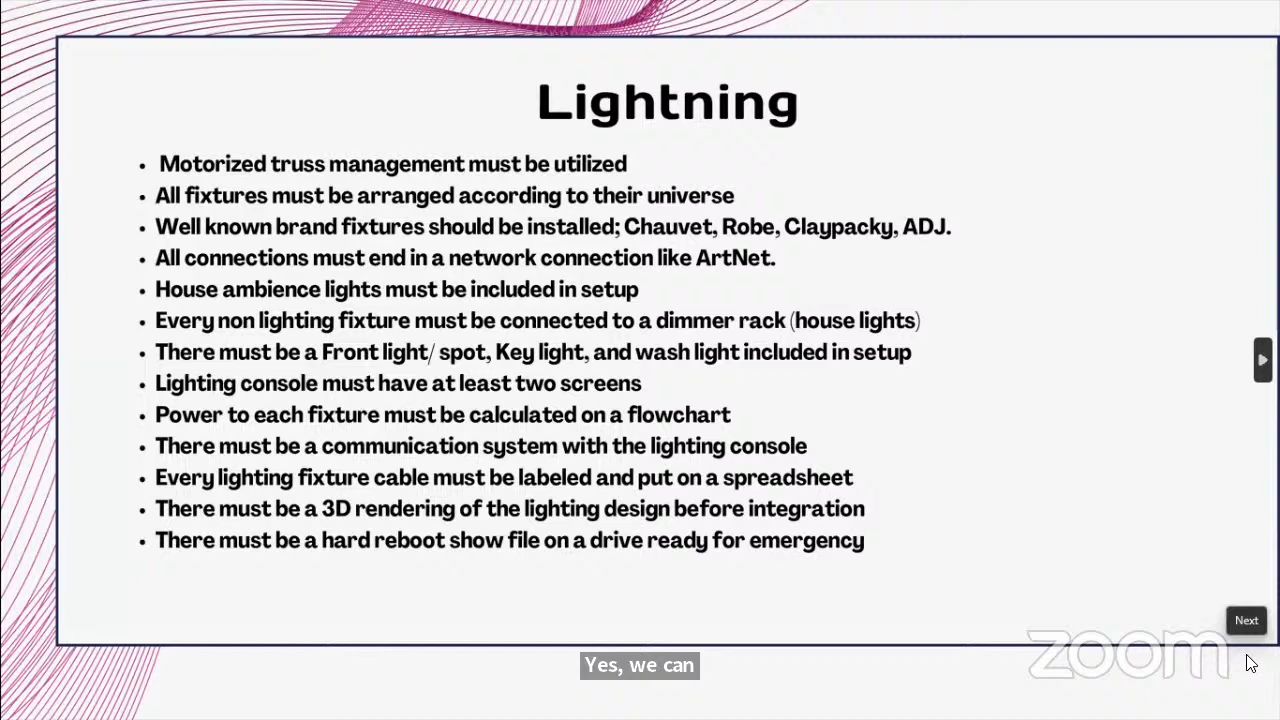 Lightning
• Motorized truss management must be utilized
• All fixtures must be arranged according to their universe
• Well known brand fixtures should be installed; Chauvet, Robe, Claypacky, ADJ.
• All connections must end in a network connection like ArtNet.
• House ambience lights must be included in setup
• Every non lighting fixture must be connected to a dimmer rack (house lights)
• There must be a Front light/ spot, Key light, and wash light included in setup
• Lighting console must have at least two screens
• Power to each fixture must be calculated on a flowchart
• There must be a communication system with the lighting console
• Every lighting fixture cable must be labeled and put on a spreadsheet
• There must be a 3D rendering of the lighting design before integration
• There must be a hard reboot show file on a drive ready for emergency
Next
zoom
Yes, we can